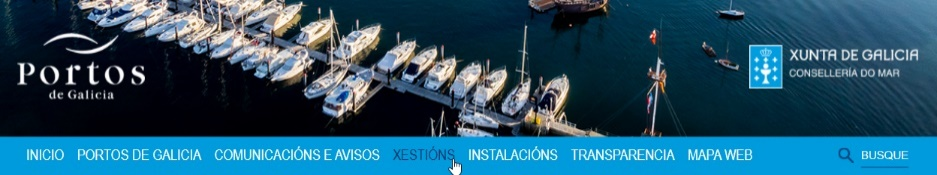 Portos
de Galicia
XUNTA DE GALICIA
CONSELLERÍA DO MAR
INICIO PORTOS DE GALICIA COMUNICACIÓNS E AVISOS XESTIÓNS INSTALACIÓNS TRANSPARENCIA MAPA WEB BUSQUE